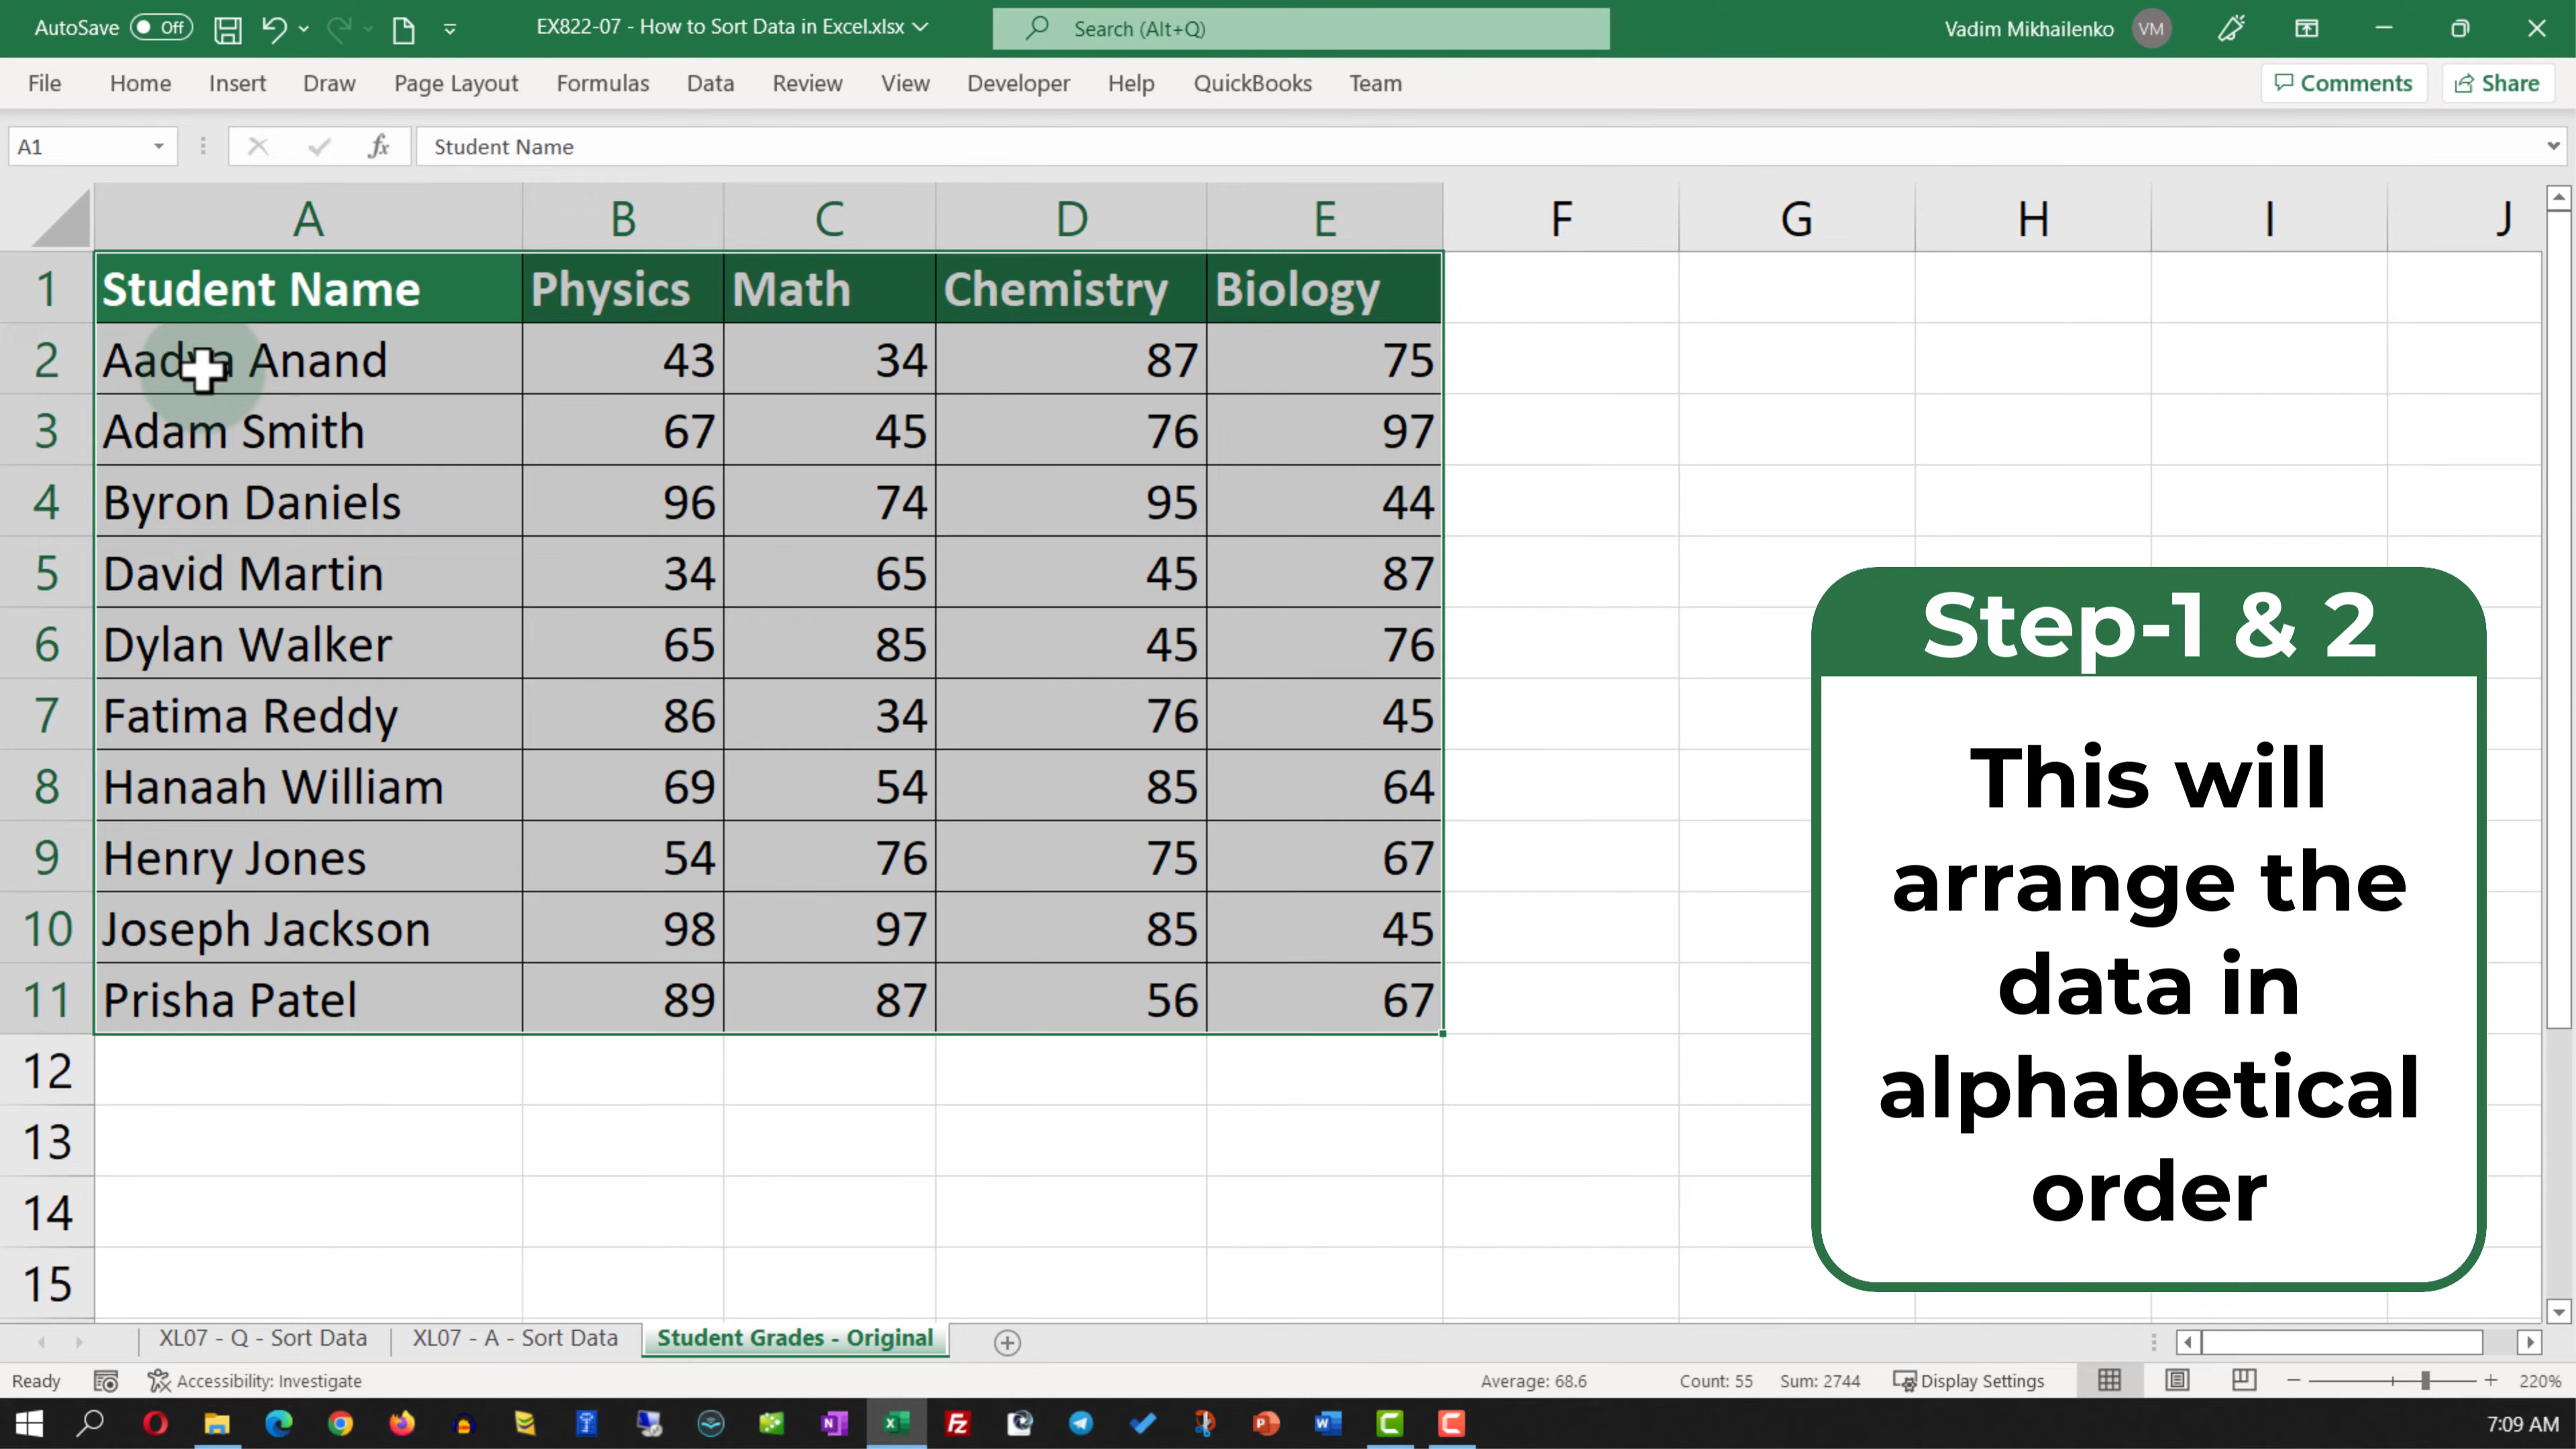 AutoSave Off EX822-07 - How to Sort Data in Excel.xlsx Search (Alt+Q) Vadim Mikhailenko VM
File Home Insert Draw Page Layout Formulas Data Review View Developer Help QuickBooks Team Comments Share
A1 fx Student Name
A B C D E F G H I J
1 Student Name Physics Math Chemistry Biology
2 Anand 43 34 87 75
3 Adam Smith 67 45 76 97
4 Byron Daniels 96 74 95 44
5 David Martin 34 65 45 87
6 Dylan Walker 65 85 45 76
7 Fatima Reddy 86 34 76 45
8 Hanaah William 69 54 85 64
9 Henry Jones 54 76 75 67
10 Joseph Jackson 98 97 85 45
11 Prisha Patel 89 87 56 67
12
13
14
15
Step-1 & 2
This will
arrange the
data in
alphabetical
order
XL07 - Q - Sort Data XL07 - A - Sort Data Student Grades - Original
Ready Accessibility: Investigate Average: 68.6 Count: 55 Sum: 2744 Display Settings 220%
7:09 AM